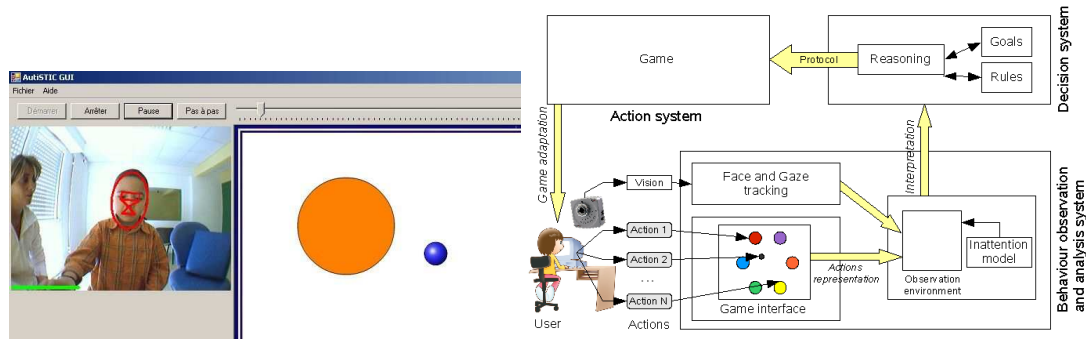 AutiSTIC GUI
Fichier Aide
Démarrer Arrêter Pause Pas à pas
Game
Protocol
Reasoning
Goals
Rules
Decision system
Action system
Game adaptation
Interpretation
Vision
Face and Gaze
tracking
Action 1
Action 2
...
Action N
User
Actions
Game interface
Actions
representation
Observation
environment
Inattention
model
Behaviour observation
and analysis system